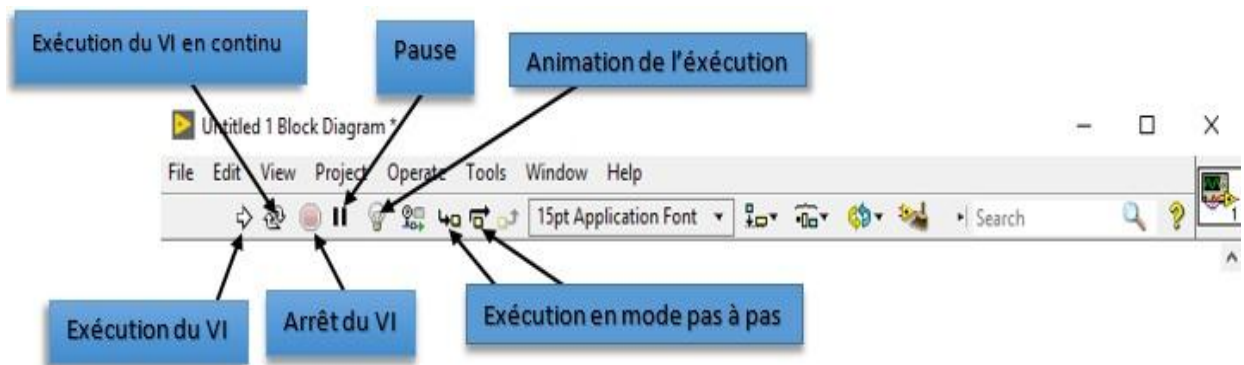 Exécution du VI en continu
Pause
Animation de l'éxécution
Untitled 1 Block Diagram *
File Edit View Project Operate Tools Window Help
15pt Application Font
Search
1
Exécution du VI
Arrêt du VI
Exécution en mode pas à pas